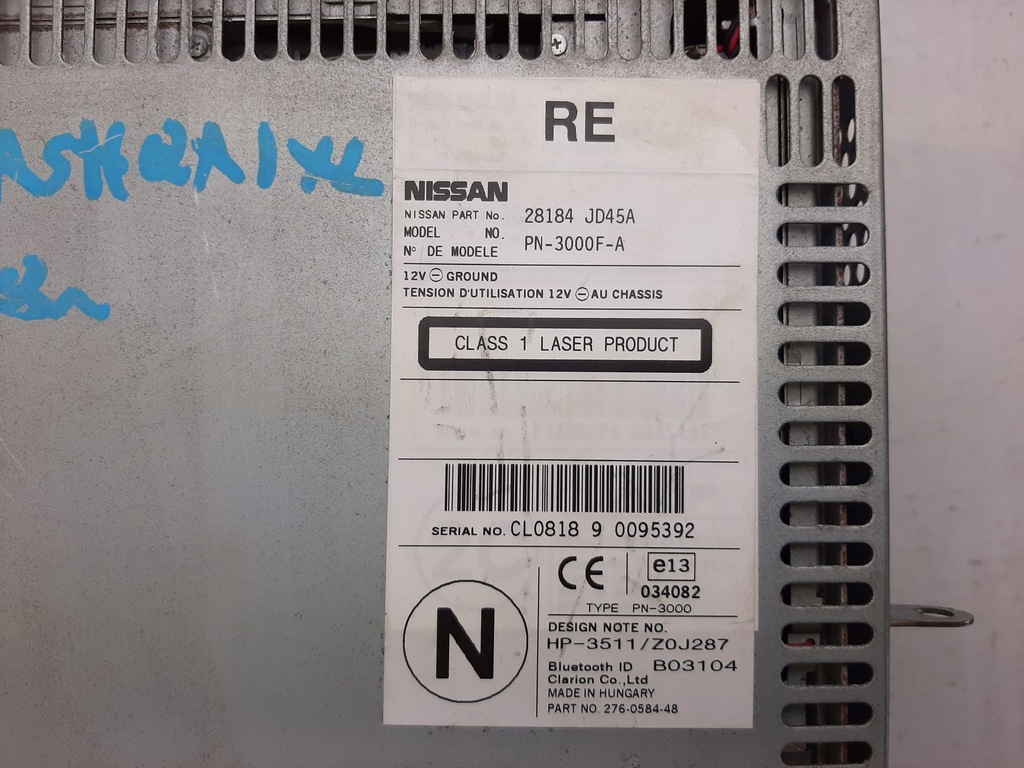 RE
NISSAN
NISSAN PART No. 28184 JD45A
MODEL NO.
N° DE MODELE PN-3000F-A
12V ⊖ GROUND
TENSION D'UTILISATION 12V ⊖ AU CHASSIS
CLASS 1 LASER PRODUCT
SERIAL NO. CL0818 9 0095392
CE e13
034082
TYPE PN-3000
N
DESIGN NOTE NO.
HP-3511/Z0J287
Bluetooth ID B03104
Clarion Co.,Ltd
MADE IN HUNGARY
PART NO. 276-0584-48